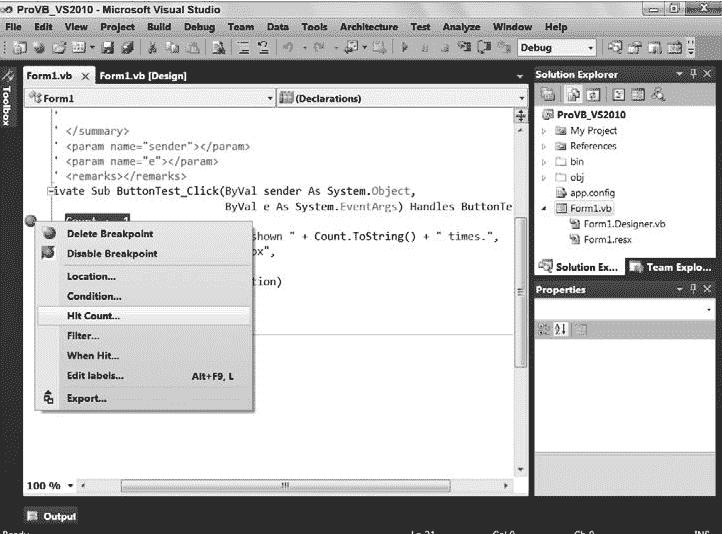 ProVB_VS2010 - Microsoft Visual Studio
File Edit View Project Build Debug Team Data Tools Architecture Test Analyze Window Help
Debug
Toolbox
Form1.vb Form1.vb [Design]
Form1 (Declarations)
'
' </summary>
' <param name="sender"></param>
' <param name="e"></param>
' <remarks></remarks>
ivate Sub ButtonTest_Click(ByVal sender As System.Object,
ByVal e As System.EventArgs) Handles ButtonTe
shown " + Count.ToString() + " times.",
ox",
tion)
Delete Breakpoint
Disable Breakpoint
Location...
Condition...
Hit Count...
Filter...
When Hit...
Edit labels... Alt+F9, L
Export...
100 %
Solution Explorer
ProVB_VS2010
My Project
References
bin
obj
app.config
Form1.vb
Form1.Designer.vb
Form1.resx
Solution Ex... Team Explo...
Properties
Output